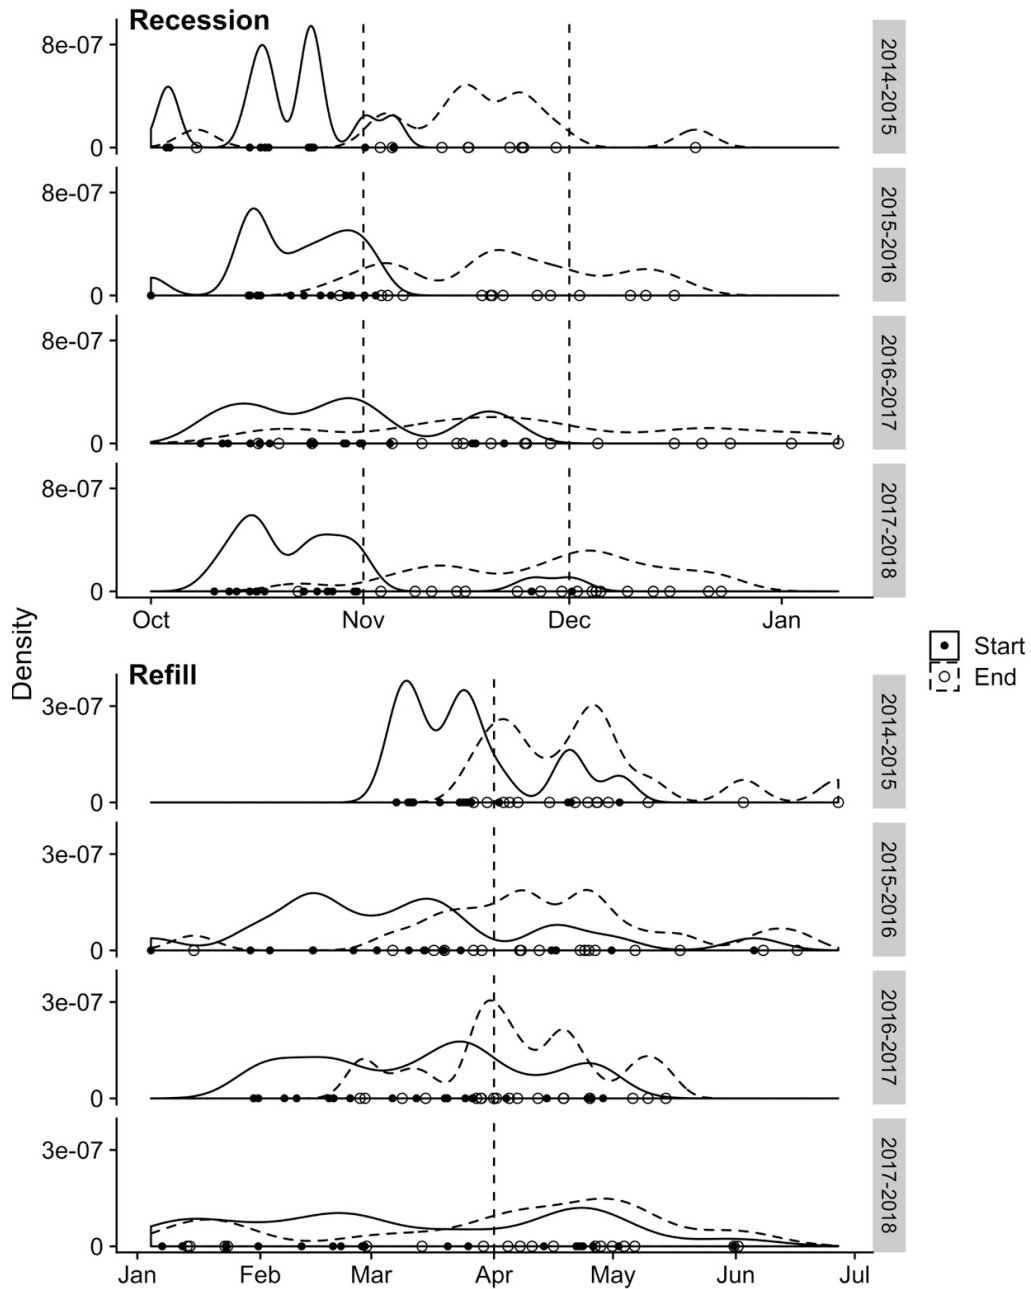 Recession
8e-07
0
2014-2015
8e-07
0
2015-2016
8e-07
0
2016-2017
8e-07
0
2017-2018
Oct Nov Dec Jan
Density
Start
End
Refill
3e-07
0
2014-2015
3e-07
0
2015-2016
3e-07
0
2016-2017
3e-07
0
2017-2018
Jan Feb Mar Apr May Jun Jul